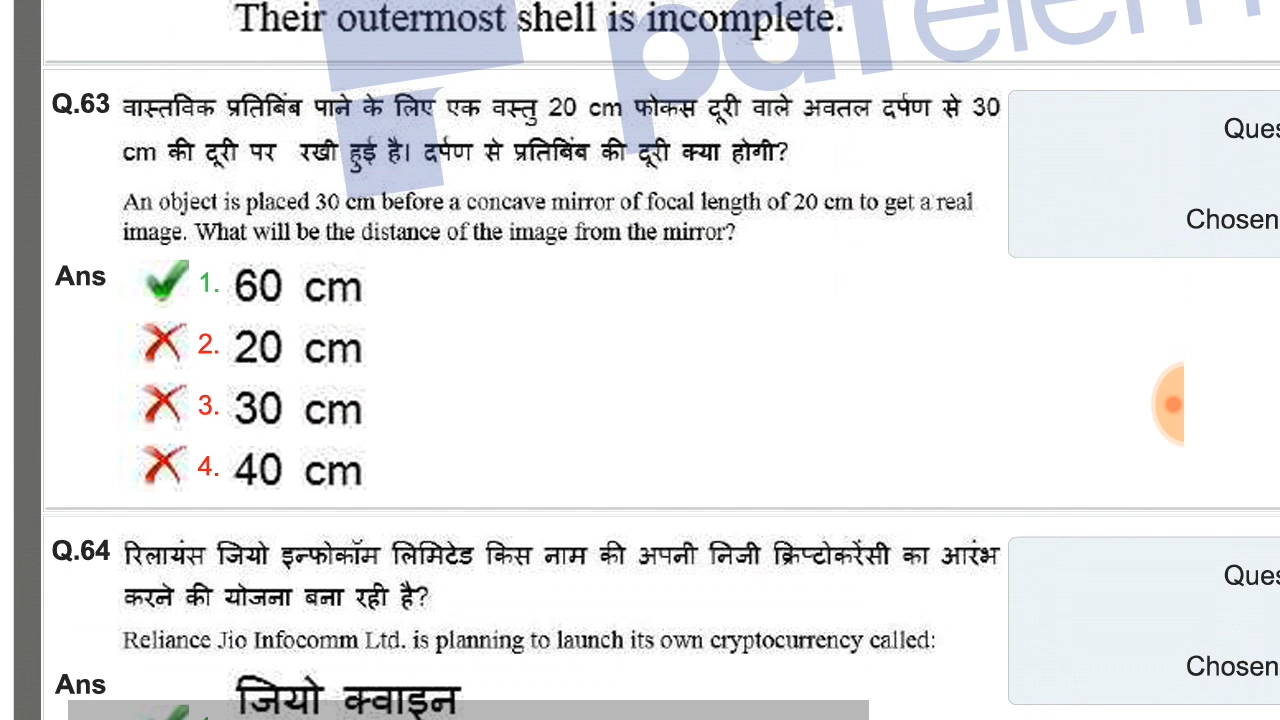 Their outermost shell is incomplete.
Q.63 वास्तविक प्रतिबिंब पाने के लिए एक वस्तु 20 cm फोकस दूरी वाले अवतल दर्पण से 30
cm की दूरी पर रखी हुई है। दर्पण से प्रतिबिंब की दूरी क्या होगी?
An object is placed 30 cm before a concave mirror of focal length of 20 cm to get a real
image. What will be the distance of the image from the mirror?
Chosen
Ans 1. 60 cm
2. 20 cm
3. 30 cm
4. 40 cm
Q.64 रिलायंस जियो इन्फोकॉम लिमिटेड किस नाम की अपनी निजी क्रिप्टोकरेंसी का आरंभ
करने की योजना बना रही है?
Reliance Jio Infocomm Ltd. is planning to launch its own cryptocurrency called:
Chosen
Ans जियो क्वाइन